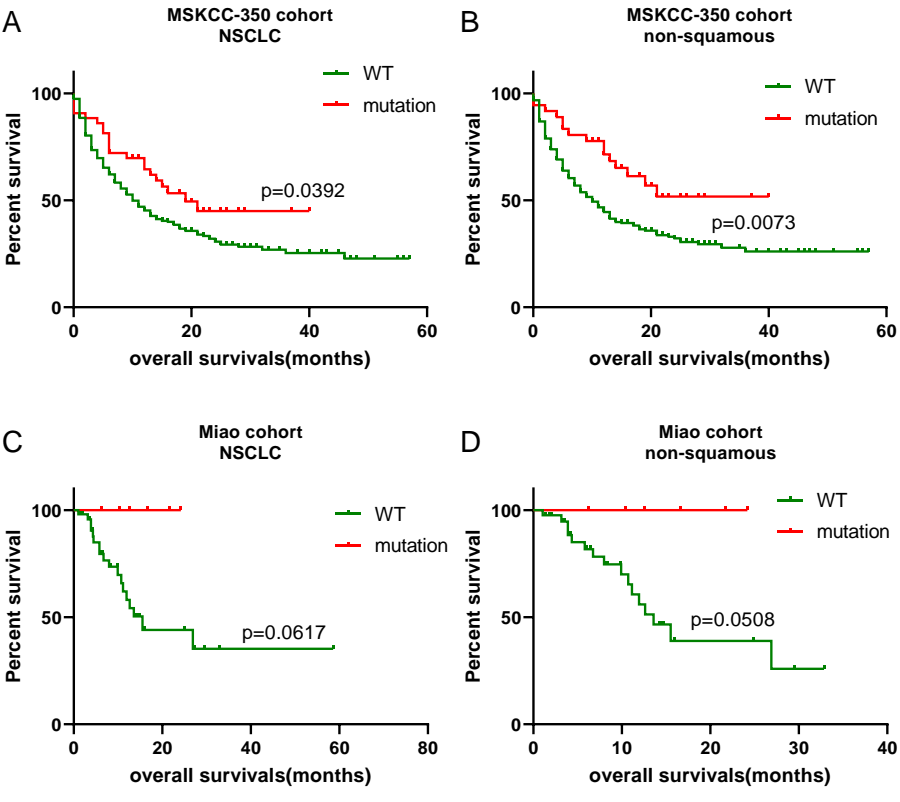 A
MSKCC-350 cohort
NSCLC
WT
mutation
p=0.0392
Percent survival
100
50
0
0 20 40 60
overall survivals(months)
B
MSKCC-350 cohort
non-squamous
WT
mutation
p=0.0073
Percent survival
100
50
0
0 20 40 60
overall survivals(months)
C
Miao cohort
NSCLC
WT
mutation
p=0.0617
Percent survival
100
50
0
0 20 40 60 80
overall survivals(months)
D
Miao cohort
non-squamous
WT
mutation
p=0.0508
Percent survival
100
50
0
0 10 20 30 40
overall survivals(months)